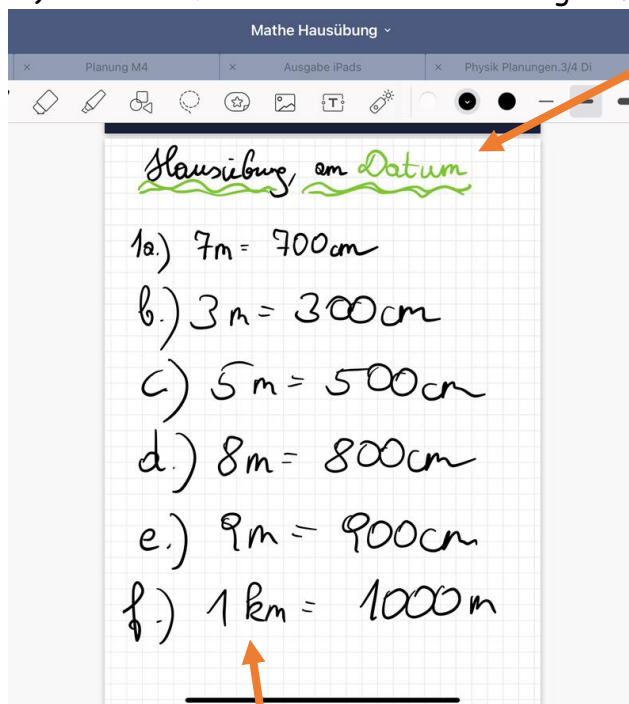 Mathe Hausübung
Planung M4 × Ausgabe iPads × Physik Planungen.3/4 Di
Hausübung, am Datum
1a.) 7m = 700cm
b.) 3m = 300cm
c) 5m = 500cm
d.) 8m = 800cm
e.) 9m = 900cm
f.) 1km = 1000m